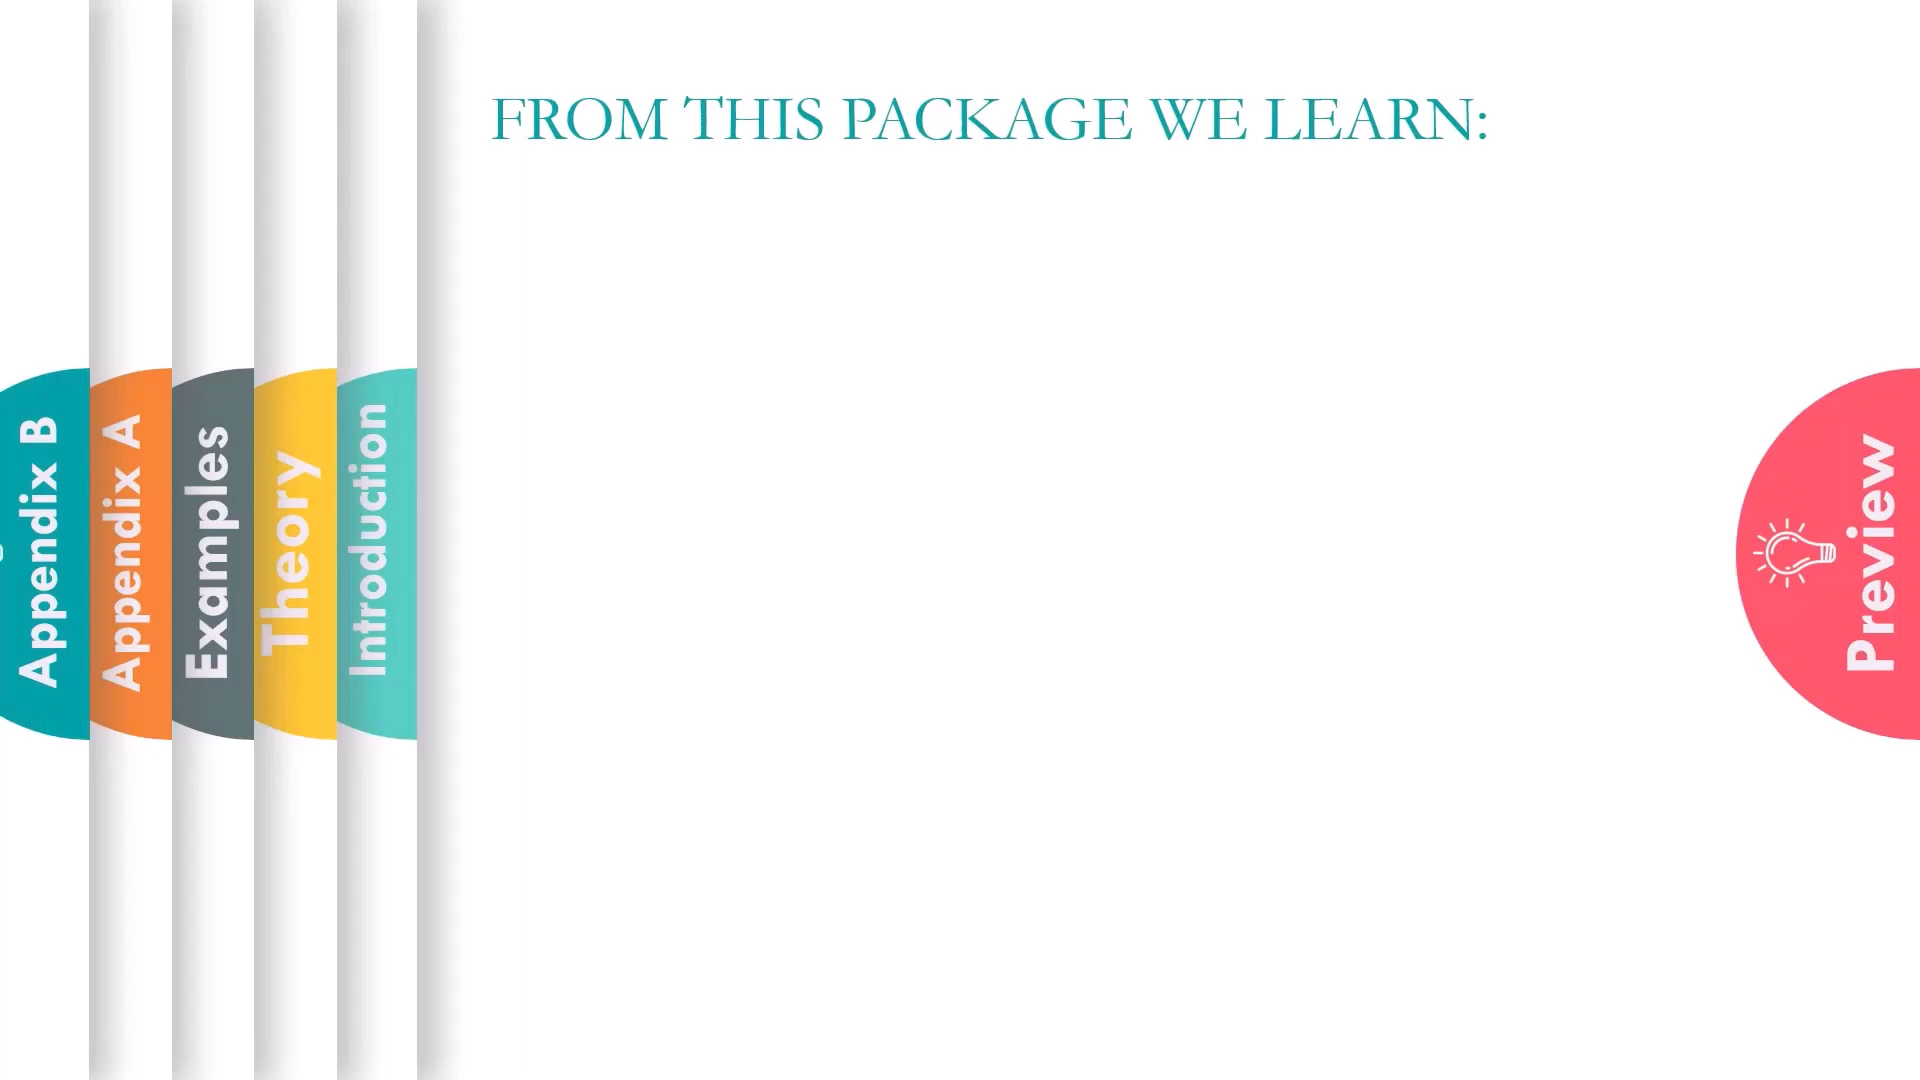 FROM THIS PACKAGE WE LEARN:
Appendix B
Appendix A
Examples
Theory
Introduction
Preview